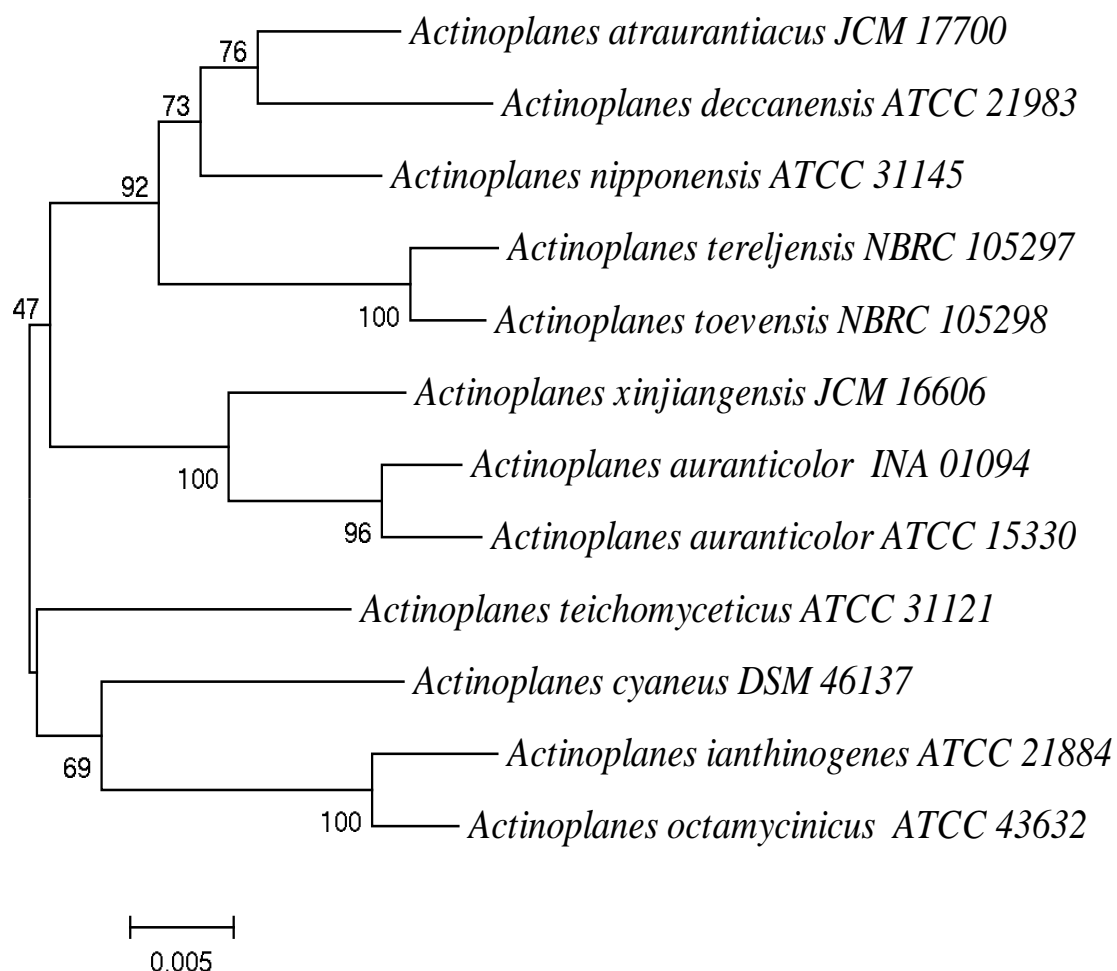 Actinoplanes atraurantiacus JCM 17700
76
Actinoplanes deccanensis ATCC 21983
73
Actinoplanes nipponensis ATCC 31145
92
Actinoplanes tereljensis NBRC 105297
47
100
Actinoplanes toevensis NBRC 105298
Actinoplanes xinjiangensis JCM 16606
Actinoplanes auranticolor INA 01094
100
96
Actinoplanes auranticolor ATCC 15330
Actinoplanes teichomyceticus ATCC 31121
Actinoplanes cyaneus DSM 46137
Actinoplanes ianthinogenes ATCC 21884
69
100
Actinoplanes octamycinicus ATCC 43632
0.005